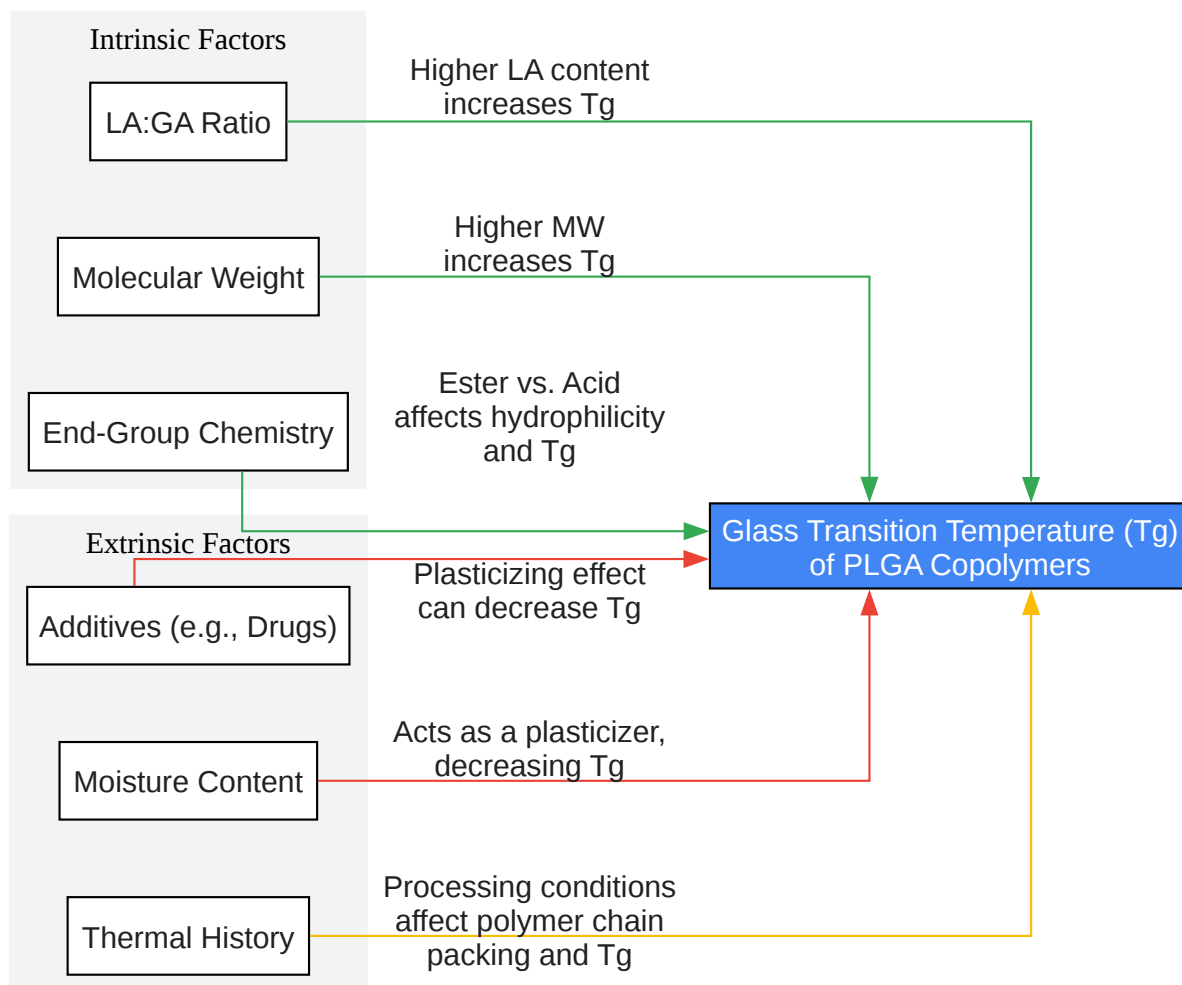 Intrinsic Factors
LA:GA Ratio
Higher LA content
increases Tg
Molecular Weight
Higher MW
increases Tg
End-Group Chemistry
Ester vs. Acid
affects hydrophilicity
and Tg
Glass Transition Temperature (Tg)
of PLGA Copolymers
Extrinsic Factors
Additives (e.g., Drugs)
Plasticizing effect
can decrease Tg
Moisture Content
Acts as a plasticizer,
decreasing Tg
Thermal History
Processing conditions
affect polymer chain
packing and Tg